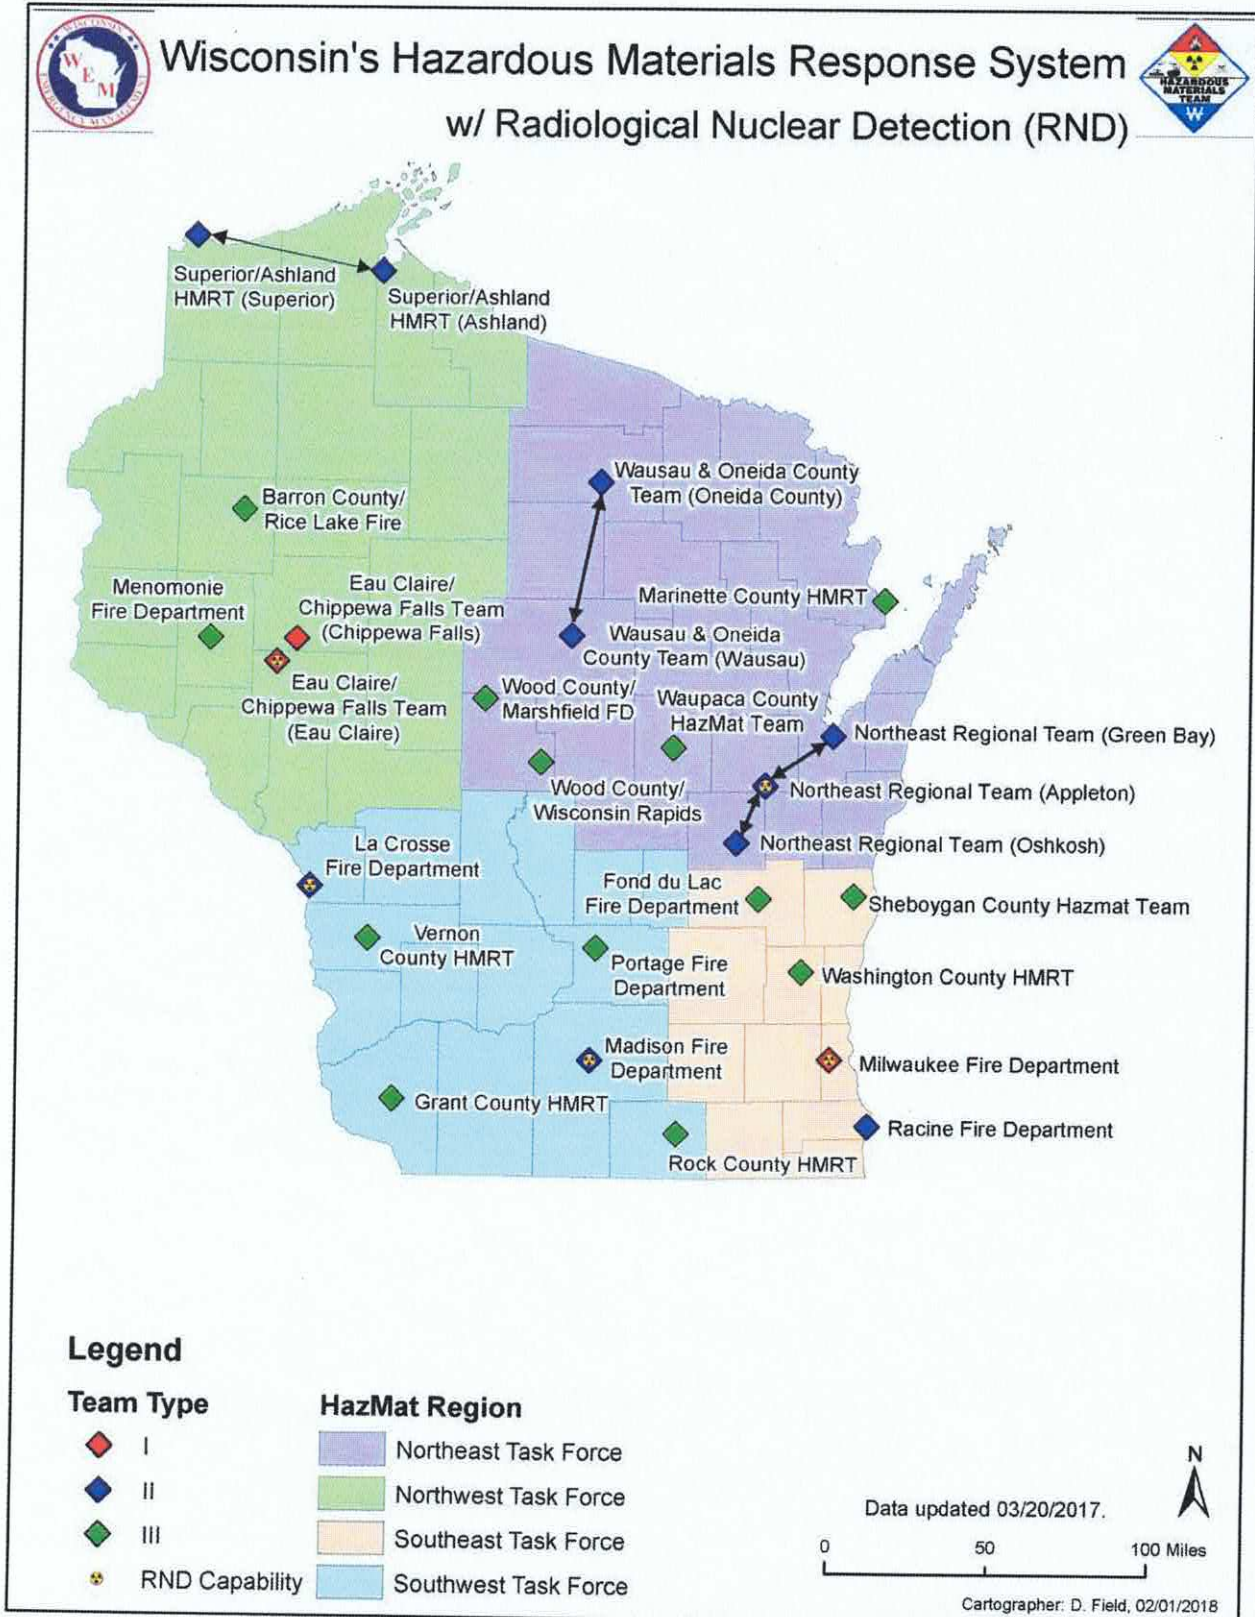 WISCONSIN
W E M
EMERGENCY MANAGEMENT
Wisconsin's Hazardous Materials Response System
w/ Radiological Nuclear Detection (RND)
HAZARDOUS
MATERIALS
TEAM
W
Superior/Ashland
HMRT (Superior)
Superior/Ashland
HMRT (Ashland)
Wausau & Oneida County
Team (Oneida County)
Barron County/
Rice Lake Fire
Menomonie
Fire Department
Eau Claire/
Chippewa Falls Team
(Chippewa Falls)
Marinette County HMRT
Wausau & Oneida
County Team (Wausau)
Eau Claire/
Chippewa Falls Team
(Eau Claire)
Wood County/
Marshfield FD
Waupaca County
HazMat Team
Northeast Regional Team (Green Bay)
Wood County/
Wisconsin Rapids
Northeast Regional Team (Appleton)
Northeast Regional Team (Oshkosh)
La Crosse
Fire Department
Fond du Lac
Fire Department
Sheboygan County Hazmat Team
Vernon
County HMRT
Portage Fire
Department
Washington County HMRT
Madison Fire
Department
Milwaukee Fire Department
Grant County HMRT
Racine Fire Department
Rock County HMRT
Legend
Team Type
I
II
III
RND Capability
HazMat Region
Northeast Task Force
Northwest Task Force
Southeast Task Force
Southwest Task Force
N
Data updated 03/20/2017.
0 50 100 Miles
Cartographer: D. Field, 02/01/2018